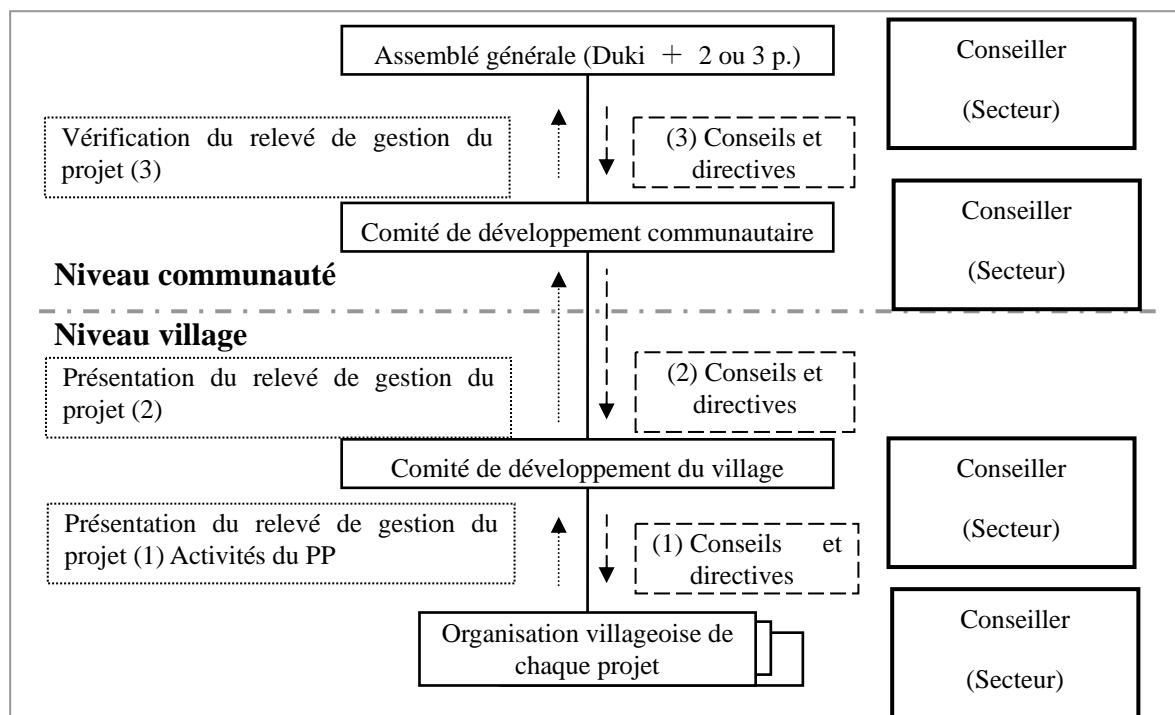 Assemblé générale (Duki + 2 ou 3 p.)
Conseiller
(Secteur)
Vérification du relevé de gestion du
projet (3)
(3) Conseils et
directives
Comité de développement communautaire
Conseiller
(Secteur)
Niveau communauté
Niveau village
Présentation du relevé de gestion du
projet (2)
(2) Conseils et
directives
Comité de développement du village
Conseiller
(Secteur)
Présentation du relevé de gestion du
projet (1) Activités du PP
(1) Conseils et
directives
Organisation villageoise de
chaque projet
Conseiller
(Secteur)